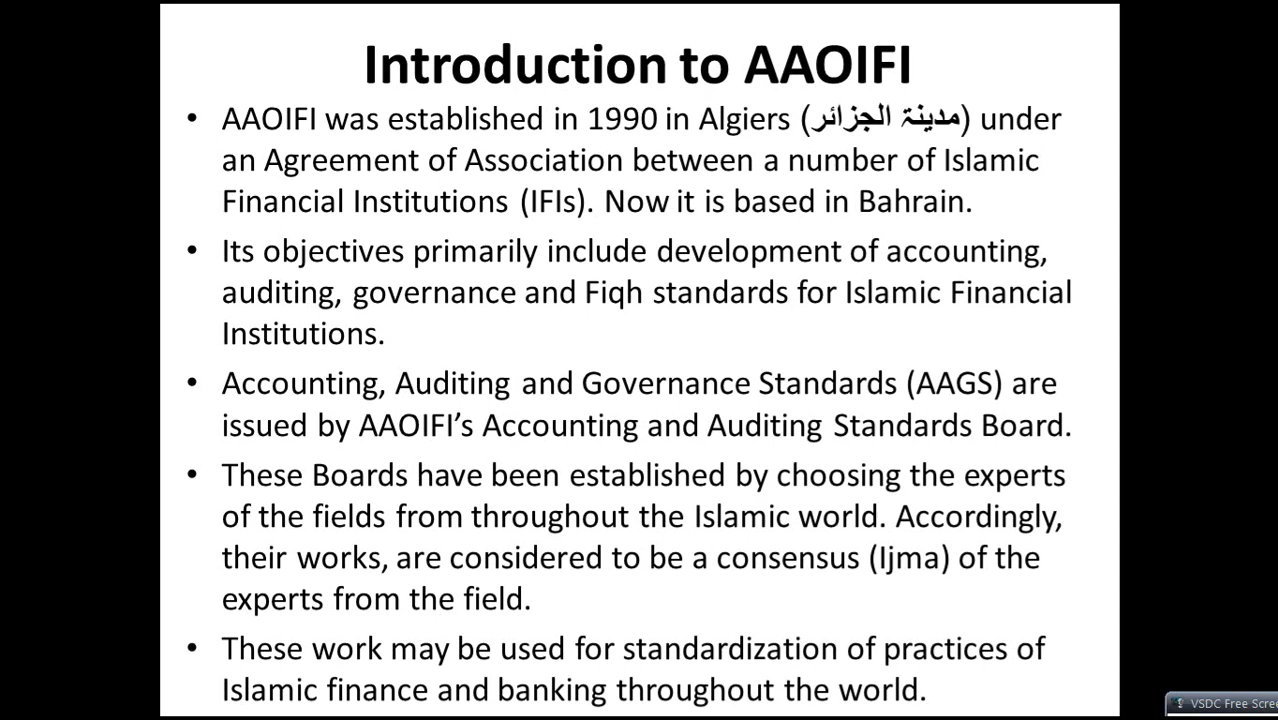 Introduction to AAOIFI
• AAOIFI was established in 1990 in Algiers (مدينۃ الجزائر) under
an Agreement of Association between a number of Islamic
Financial Institutions (IFIs). Now it is based in Bahrain.
• Its objectives primarily include development of accounting,
auditing, governance and Fiqh standards for Islamic Financial
Institutions.
• Accounting, Auditing and Governance Standards (AAGS) are
issued by AAOIFI’s Accounting and Auditing Standards Board.
• These Boards have been established by choosing the experts
of the fields from throughout the Islamic world. Accordingly,
their works, are considered to be a consensus (Ijma) of the
experts from the field.
• These work may be used for standardization of practices of
Islamic finance and banking throughout the world.
VSDC Free Scre